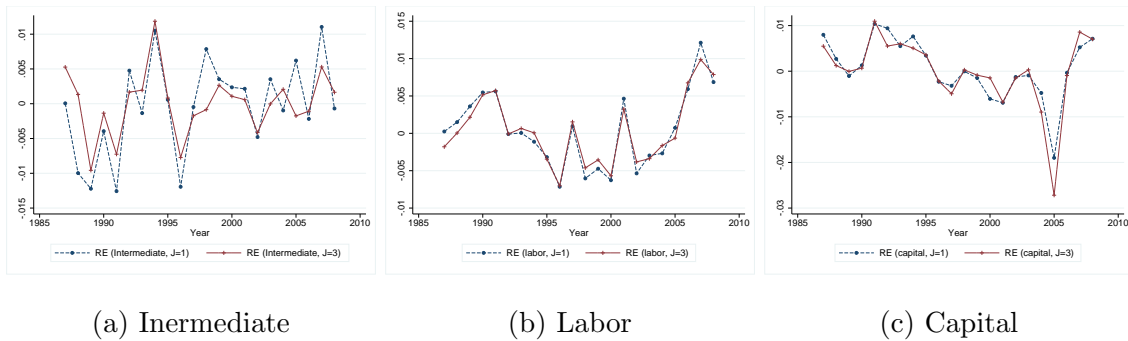 .01
.005
0
-.005
-.01
-.015
1985
1990
1995
2000
2005
2010
Year
RE (Intermediate, J=1)
RE (Intermediate, J=3)
(a) Inermediate
.015
.01
.005
0
-.005
-.01
1985
1990
1995
2000
2005
2010
Year
RE (labor, J=1)
RE (labor, J=3)
(b) Labor
.01
0
-.01
-.02
-.03
1985
1990
1995
2000
2005
2010
Year
RE (capital, J=1)
RE (capital, J=3)
(c) Capital